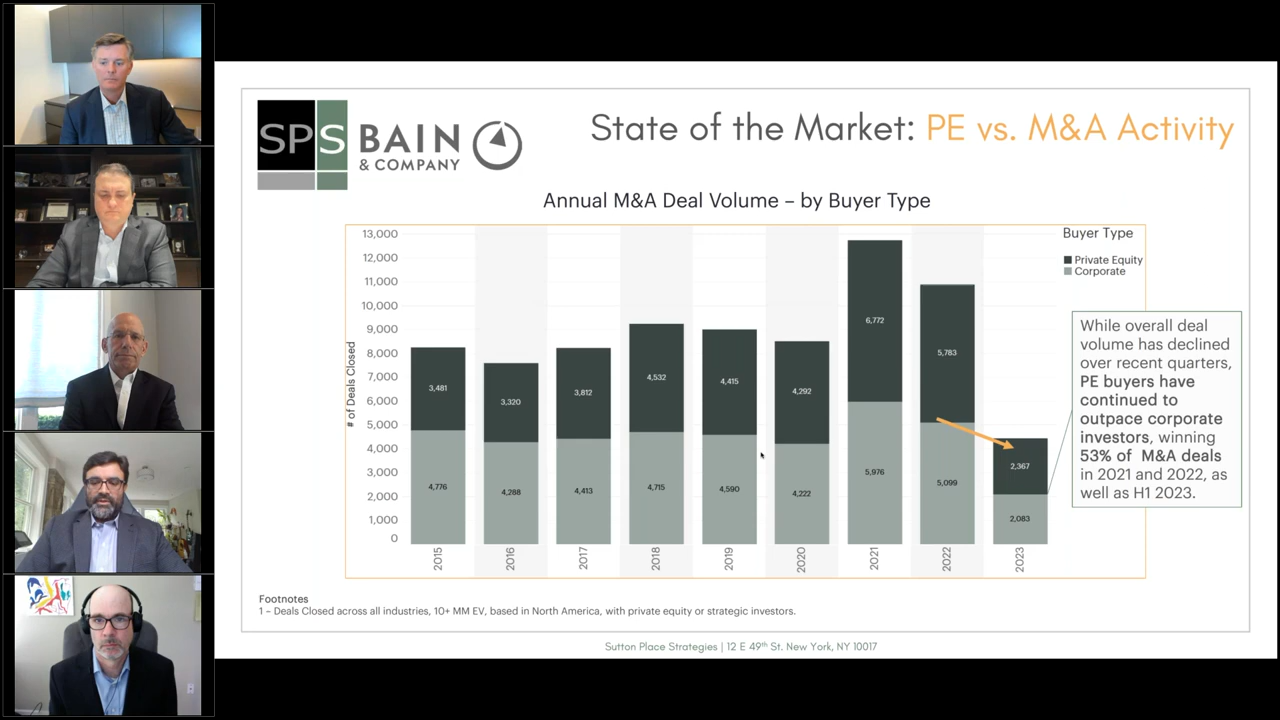 SPS
BAIN
& COMPANY
State of the Market: PE vs. M&A Activity
Annual M&A Deal Volume – by Buyer Type
13,000
12,000
11,000
10,000
9,000
8,000
7,000
6,000
5,000
4,000
3,000
2,000
1,000
0
# of Deals Closed
3,481
4,776
3,320
4,288
3,812
4,413
4,532
4,715
4,415
4,590
4,292
4,222
6,772
5,976
5,783
5,099
2,367
2,083
2015
2016
2017
2018
2019
2020
2021
2022
2023
Buyer Type
Private Equity
Corporate
While overall deal
volume has declined
over recent quarters,
PE buyers have
continued to
outpace corporate
investors, winning
53% of M&A deals
in 2021 and 2022, as
well as H1 2023.
Footnotes
1 – Deals Closed across all industries, 10+ MM EV, based in North America, with private equity or strategic investors.
Sutton Place Strategies | 12 E 49th St. New York, NY 10017